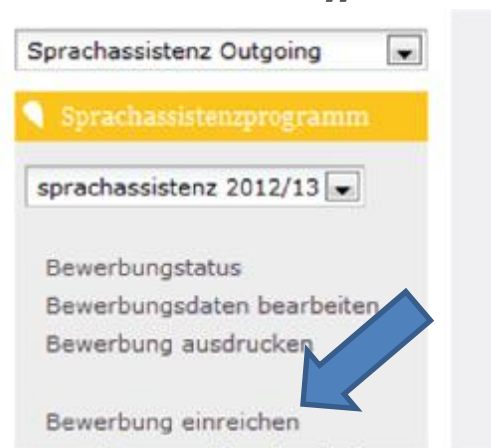 Sprachassistenz Outgoing
Sprachassistenzprogramm
sprachassistenz 2012/13
Bewerbungstatus
Bewerbungsdaten bearbeiten
Bewerbung ausdrucken
Bewerbung einreichen